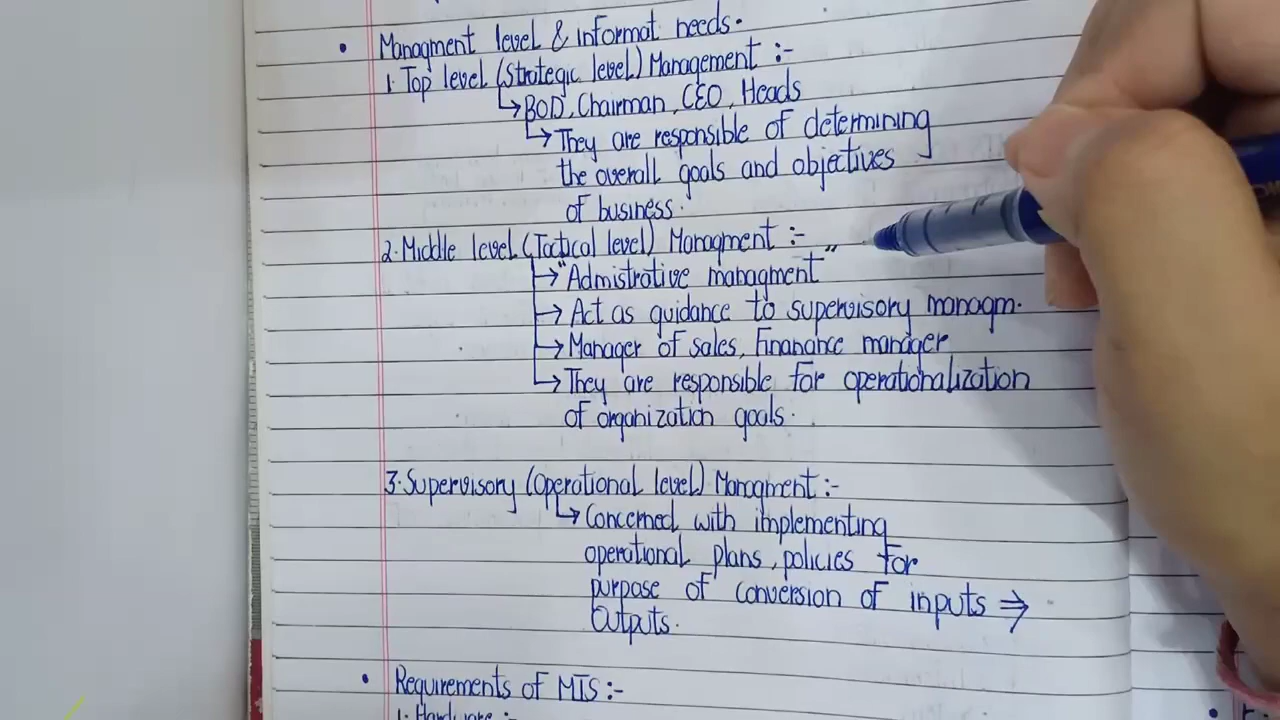 • Managment level & informat needs.
1. Top level (Strategic level) Management :-
↳ BOD, Chairman, CEO, Heads
↳ They are responsible of determining
the overall goals and objectives
of business.
2. Middle level (Tactical level) Managment :-
→ "Admistrative managment"
→ Act as guidance to supervisory managm.
→ Manager of sales, Finanance manager
↳ They are responsible for operationalization
of organization goals.
3. Supervisory (Operational level) Managment :-
↳ Concerned with implementing
operational plans, policies for
purpose of conversion of inputs ⇒
Outputs.
• Requirements of MIS :-
1. Hardware :-